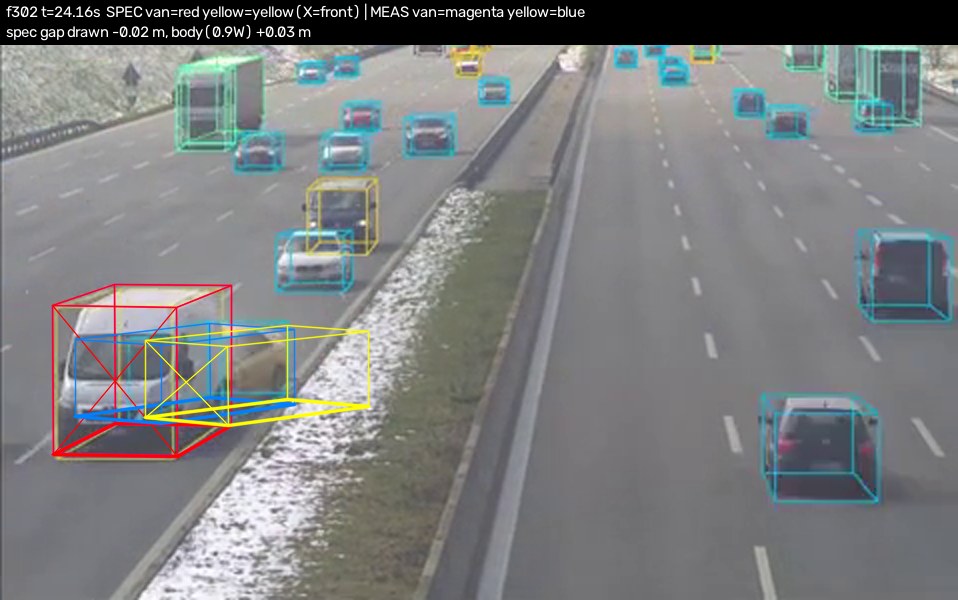 f302 t=24.16s SPEC van=red yellow=yellow (X=front) | MEAS van=magenta yellow=blue
spec gap drawn -0.02 m, body (0.9W) +0.03 m